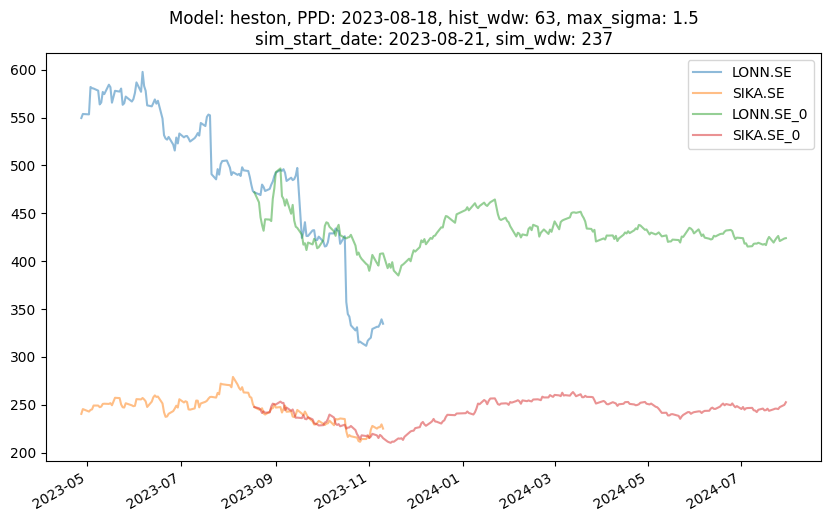 Model: heston, PPD: 2023-08-18, hist_wdw: 63, max_sigma: 1.5
sim_start_date: 2023-08-21, sim_wdw: 237
LONN.SE
SIKA.SE
LONN.SE_0
SIKA.SE_0
600
550
500
450
400
350
300
250
200
2023-05
2023-07
2023-09
2023-11
2024-01
2024-03
2024-05
2024-07